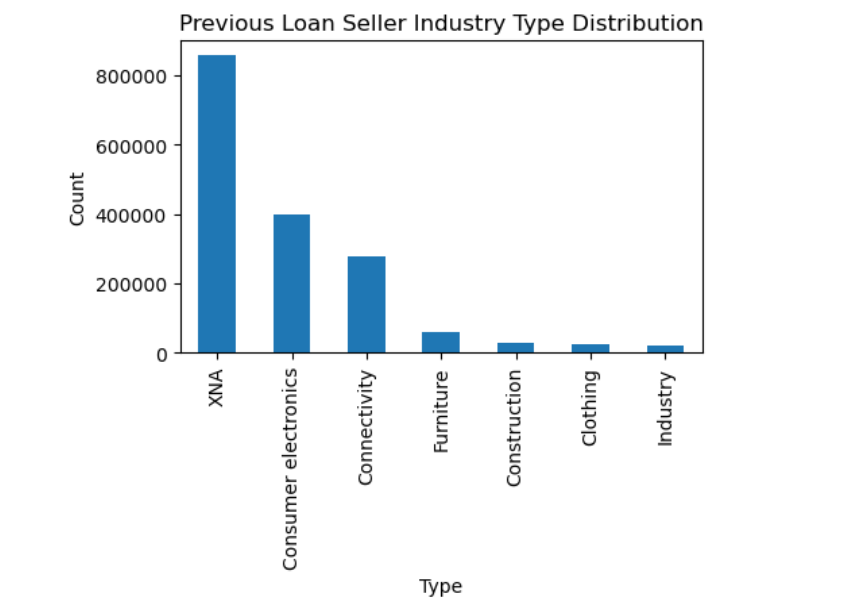 Previous Loan Seller Industry Type Distribution
Count
800000
600000
400000
200000
0
XNA
Consumer electronics
Connectivity
Furniture
Construction
Clothing
Industry
Type